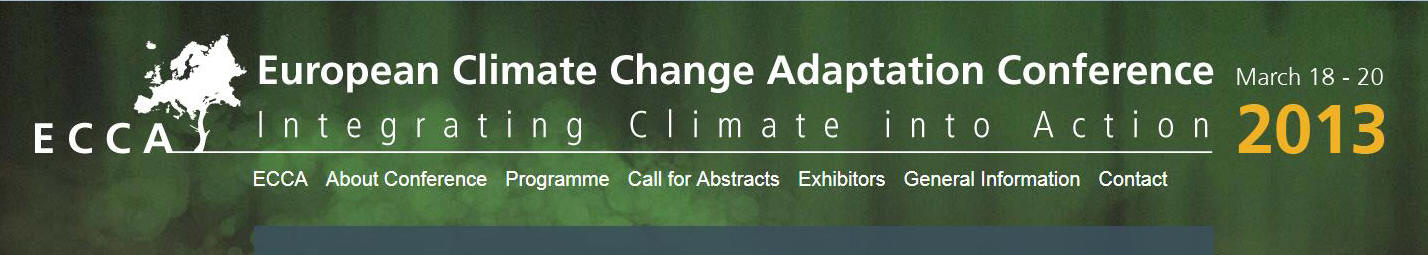 European Climate Change Adaptation Conference March 18 - 20
ECCA Integrating Climate into Action 2013
ECCA About Conference Programme Call for Abstracts Exhibitors General Information Contact